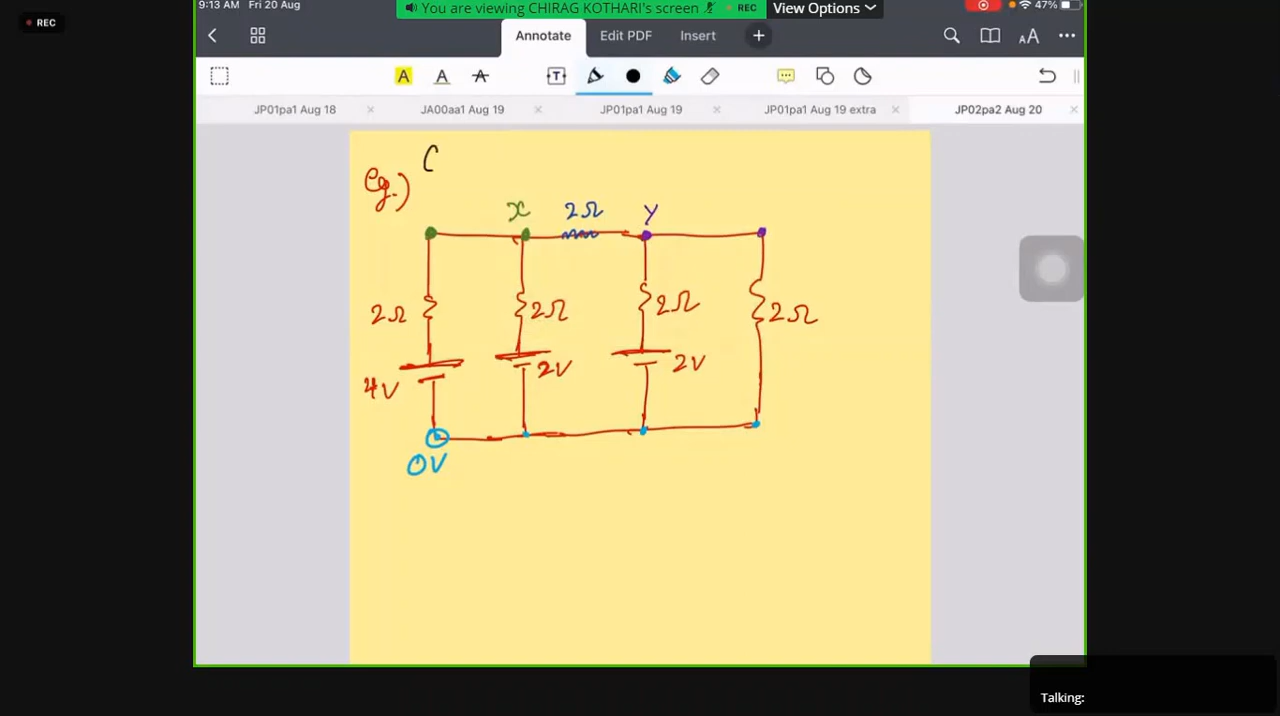 9:13 AM Fri 20 Aug
You are viewing CHIRAG KOTHARI's screen
REC
View Options
47%
REC
Annotate
Edit PDF
Insert
+
AA
A A A
T
JP01pa1 Aug 18
JA00aa1 Aug 19
JP01pa1 Aug 19
JP01pa1 Aug 19 extra
JP02pa2 Aug 20
C
eg.)
x 2Ω Y
2Ω 2Ω 2Ω 2Ω
4V 2V 2V
0V
Talking: